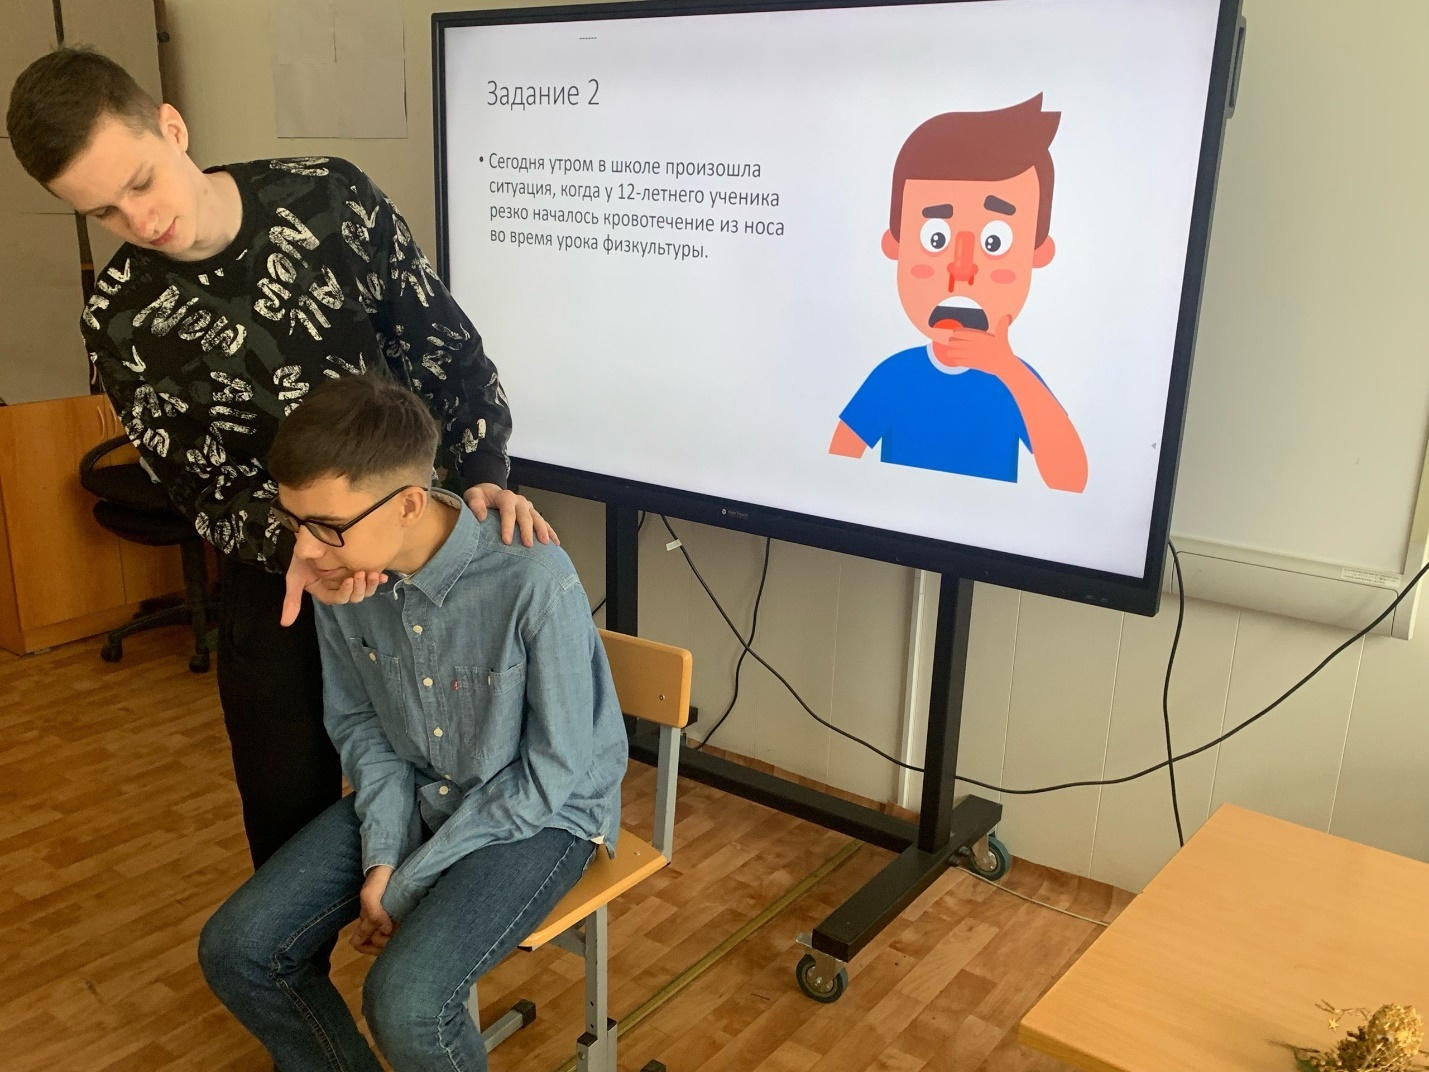 Задание 2
• Сегодня утром в школе произошла
ситуация, когда у 12-летнего ученика
резко началось кровотечение из носа
во время урока физкультуры.